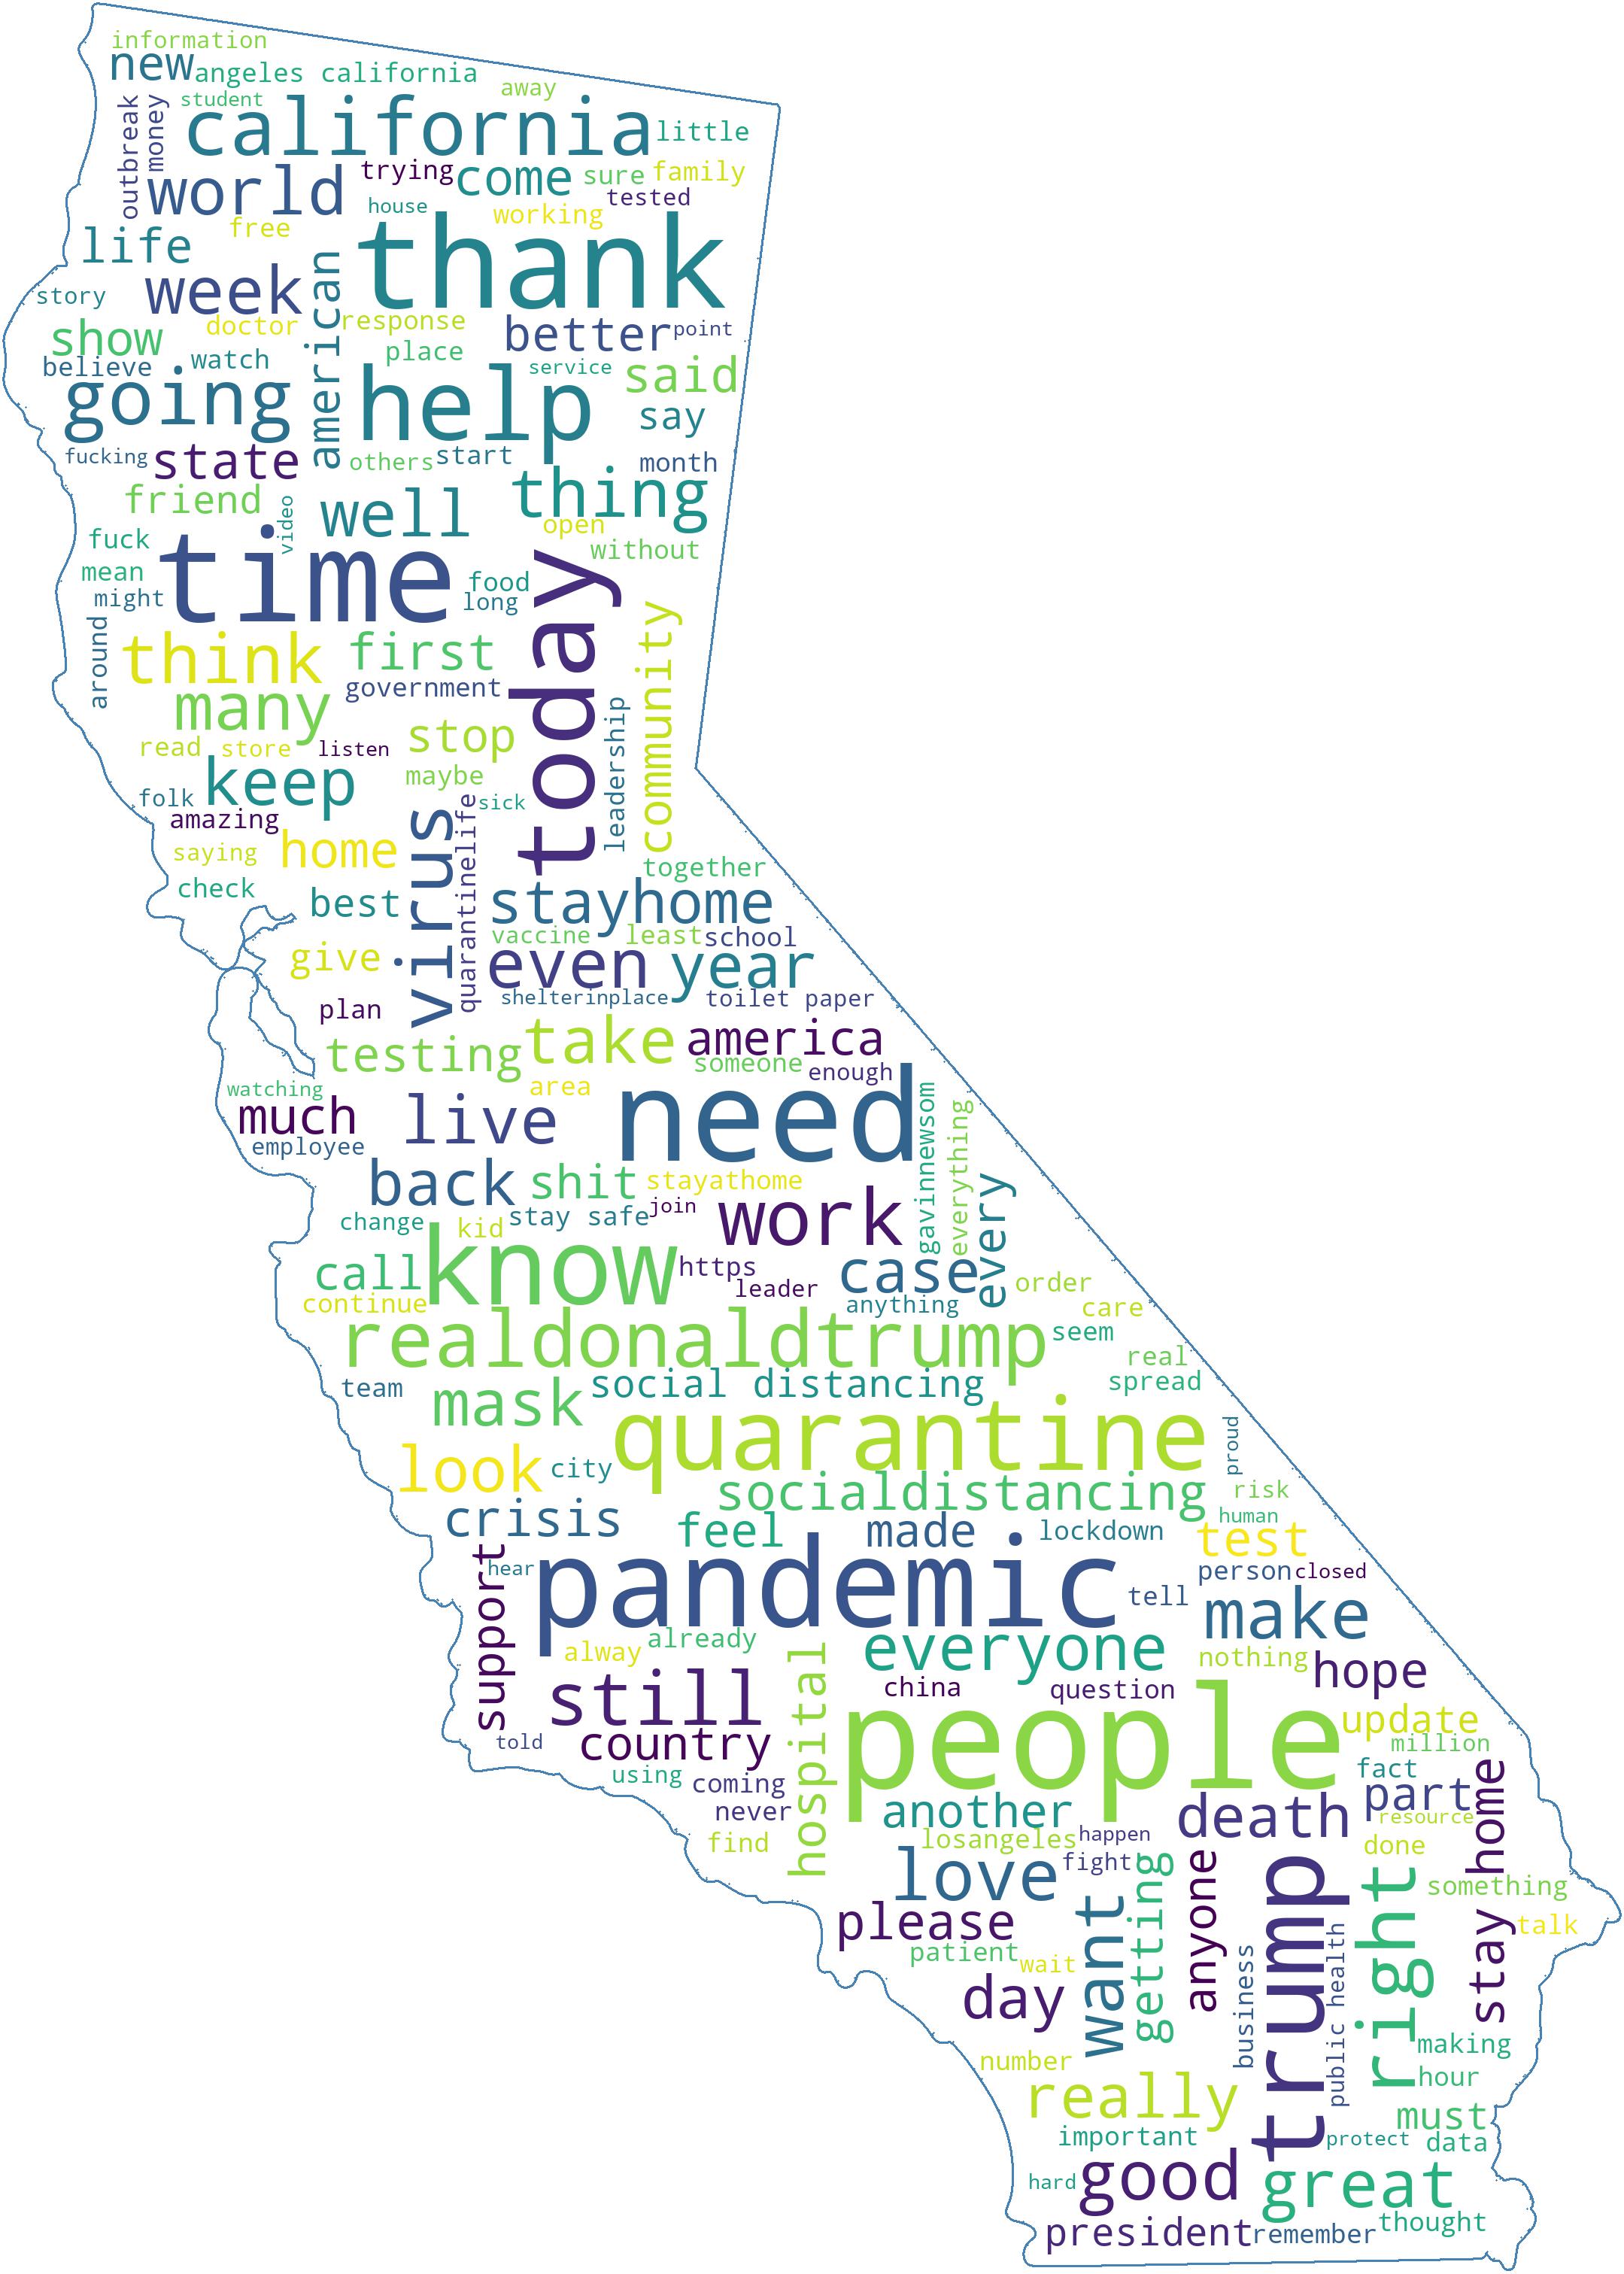 information
new
angeles california
away
outbreak
money
student
california
little
world
trying
come
sure
family
tested
house
working
free
life
american
thank
week
story
doctor
response
better
point
show
place
believe
watch
service
said
going
help
say
fucking
state
others
start
month
friend
video
well
thing
open
fuck
without
time
mean
food
might
long
today
around
think
first
community
government
many
leadership
stop
read
store
listen
maybe
keep
folk
sick
amazing
virus
quarantinelife
saying
home
together
check
best
stayhome
vaccine
least
school
give
even
year
shelterinplace
toilet paper
plan
testing
take
america
someone
enough
area
watching
much
live
need
gavinnewsom
everything
employee
back
shit
stayathome
every
join
change
kid
stay safe
work
know
call
https
case
leader
order
continue
anything
care
realdonaldtrump
seem
real
team
social distancing
spread
mask
quarantine
proud
look
city
socialdistancing
risk
crisis
feel
made
lockdown
human
test
support
hear
pandemic
person
closed
tell
make
alway
already
everyone
nothing
hope
hospital
still
china
question
people
update
told
country
million
using
coming
fact
stay home
never
another
death
part
resource
find
losangeles
happen
done
love
fight
want
getting
anyone
trump
right
something
please
talk
patient
wait
business
public health
day
number
making
really
hour
must
important
protect
data
hard
good
great
president
remember
thought